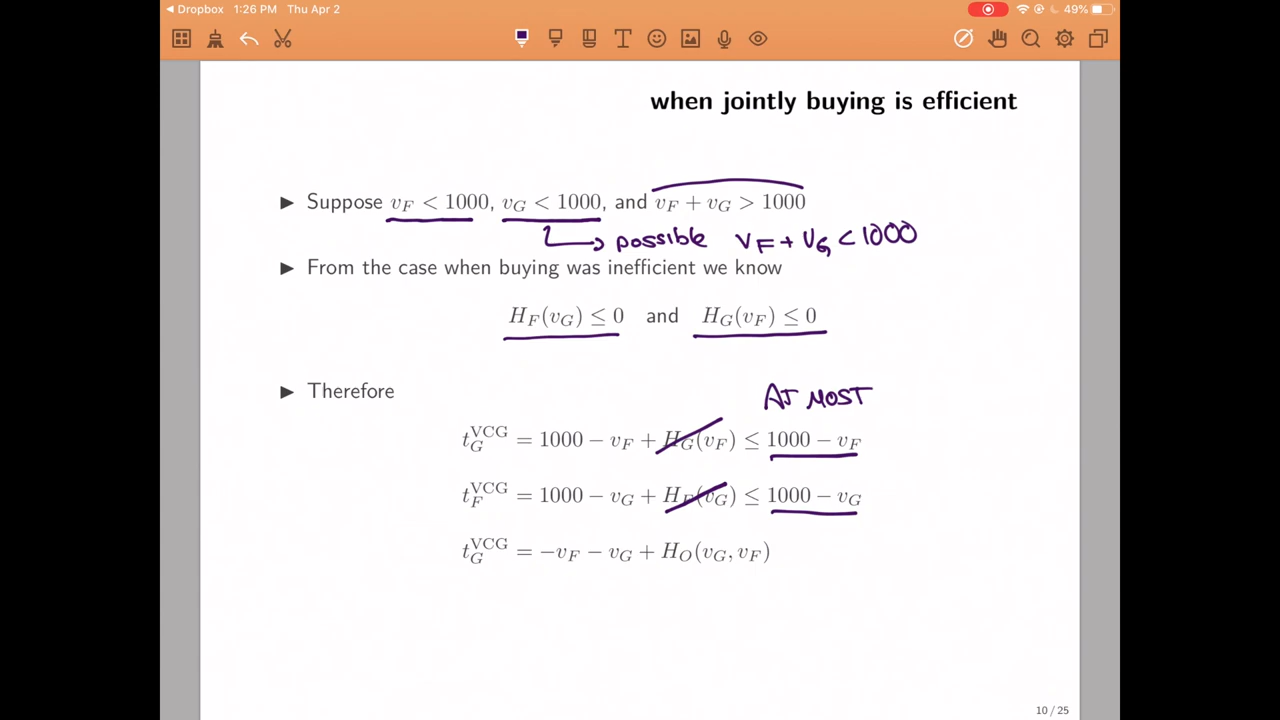 ◀ Dropbox 1:26 PM Thu Apr 2 49%
when jointly buying is efficient
▶ Suppose v_F < 1000, v_G < 1000, and v_F + v_G > 1000
possible v_F + v_G < 1000
▶ From the case when buying was inefficient we know
H_F(v_G) ≤ 0 and H_G(v_F) ≤ 0
▶ Therefore
AT MOST
t_G^VCG = 1000 − v_F + H_G(v_F) ≤ 1000 − v_F
t_F^VCG = 1000 − v_G + H_F(v_G) ≤ 1000 − v_G
t_G^VCG = −v_F − v_G + H_O(v_G, v_F)
10 / 25